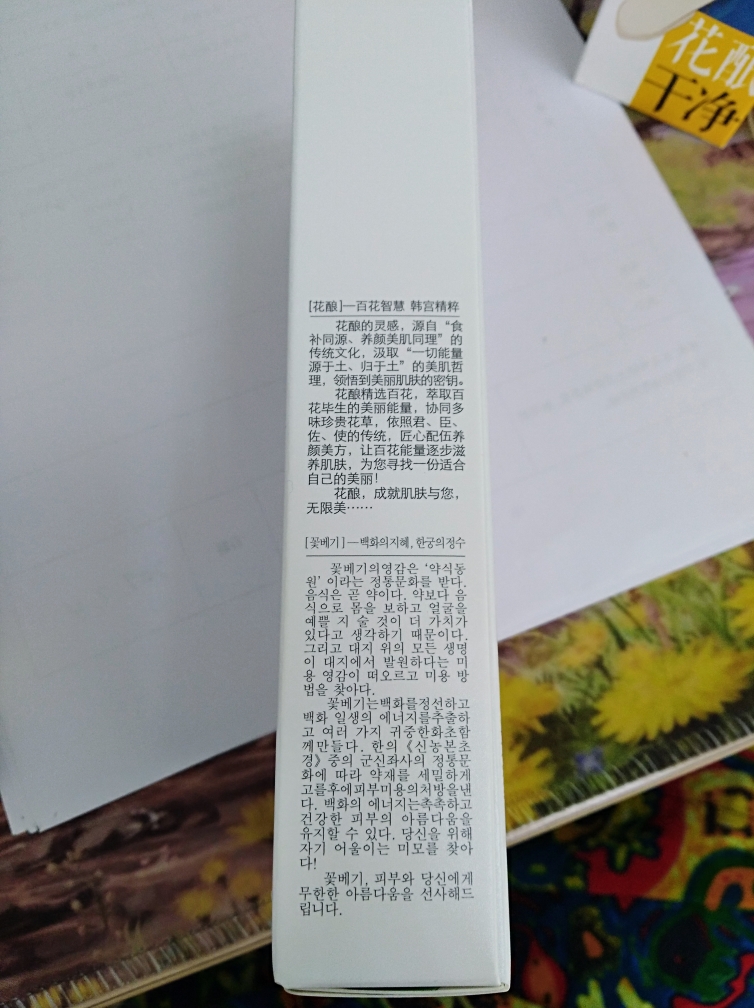 花酿
干净
[花酿]—百花智慧 韩宫精粹
花酿的灵感，源自“食
补同源、养颜美肌同理”的
传统文化，汲取“一切能量
源于土、归于土”的美肌哲
理，领悟到美丽肌肤的密钥。
花酿精选百花，萃取百
花毕生的美丽能量，协同多
味珍贵花草，依照君、臣、
佐、使的传统，匠心配伍养
颜美方，让百花能量逐步滋
养肌肤，为您寻找一份适合
自己的美丽！
花酿，成就肌肤与您，
无限美……
[꽃베기]—백화의지혜, 한궁의정수
꽃베기의영감은 ‘약식동
원’ 이라는 정통문화를 받다.
음식은 곧 약이다. 약보다 음
식으로 몸을 보하고 얼굴을
예쁠 지 술 것이 더 가치가
있다고 생각하기 때문이다.
그리고 대지 위의 모든 생명
이 대지에서 발원하다는 미
용 영감이 떠오르고 미용 방
법을 찾아다.
꽃베기는백화를정선하고
백화 일생의 에너지를추출하
고 여러 가지 귀중한화초함
께만들다. 한의《신농본초
경》중의 군신좌사의 정통문
화에 따라 약재를 세밀하게
고를후에피부미용의처방을낸
다. 백화의 에너지는촉촉하고
건강한 피부의 아름다움을
유지할 수 있다. 당신을 위해
자기 어울이는 미모를 찾아
다!
꽃베기, 피부와 당신에게
무한한 아름다움을 선사해드
립니다.